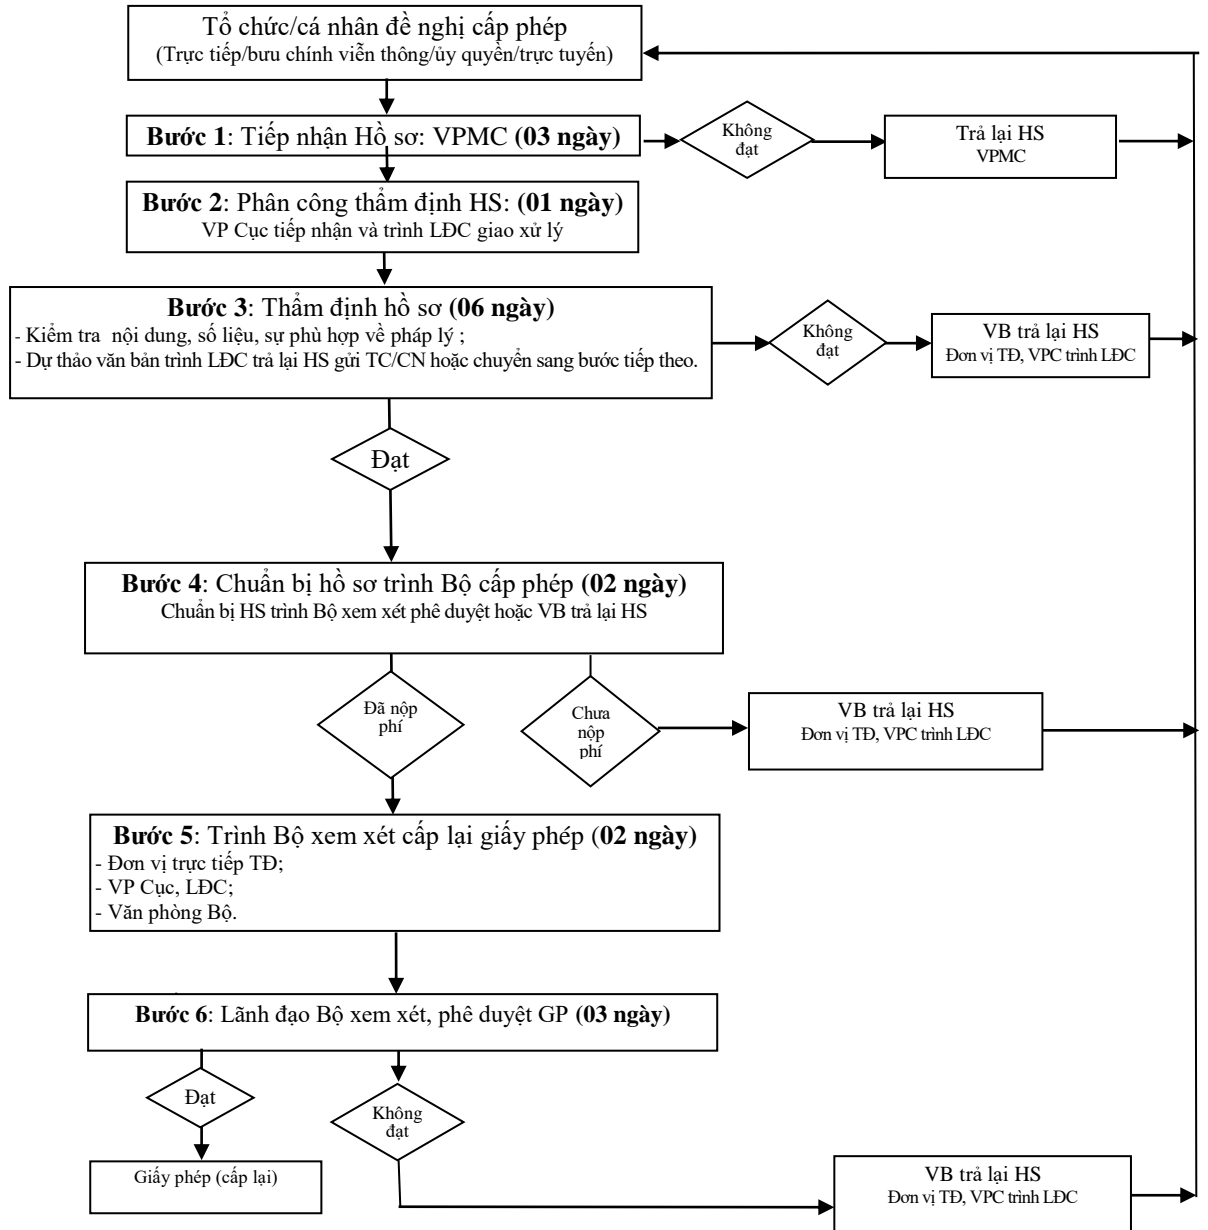 Tổ chức/cá nhân đề nghị cấp phép
(Trực tiếp/bưu chính viễn thông/ủy quyền/trực tuyến)
Bước 1: Tiếp nhận Hồ sơ: VPMC (03 ngày)
Không
đạt
Trả lại HS
VPMC
Bước 2: Phân công thẩm định HS: (01 ngày)
VP Cục tiếp nhận và trình LĐC giao xử lý
Bước 3: Thẩm định hồ sơ (06 ngày)
- Kiểm tra nội dung, số liệu, sự phù hợp về pháp lý ;
- Dự thảo văn bản trình LĐC trả lại HS gửi TC/CN hoặc chuyển sang bước tiếp theo.
Không
đạt
VB trả lại HS
Đơn vị TĐ, VPC trình LĐC
Đạt
Bước 4: Chuẩn bị hồ sơ trình Bộ cấp phép (02 ngày)
Chuẩn bị HS trình Bộ xem xét phê duyệt hoặc VB trả lại HS
Đã nộp
phí
Chưa
nộp
phí
VB trả lại HS
Đơn vị TĐ, VPC trình LĐC
Bước 5: Trình Bộ xem xét cấp lại giấy phép (02 ngày)
- Đơn vị trực tiếp TĐ;
- VP Cục, LĐC;
- Văn phòng Bộ.
Bước 6: Lãnh đạo Bộ xem xét, phê duyệt GP (03 ngày)
Đạt
Không
đạt
Giấy phép (cấp lại)
VB trả lại HS
Đơn vị TĐ, VPC trình LĐC